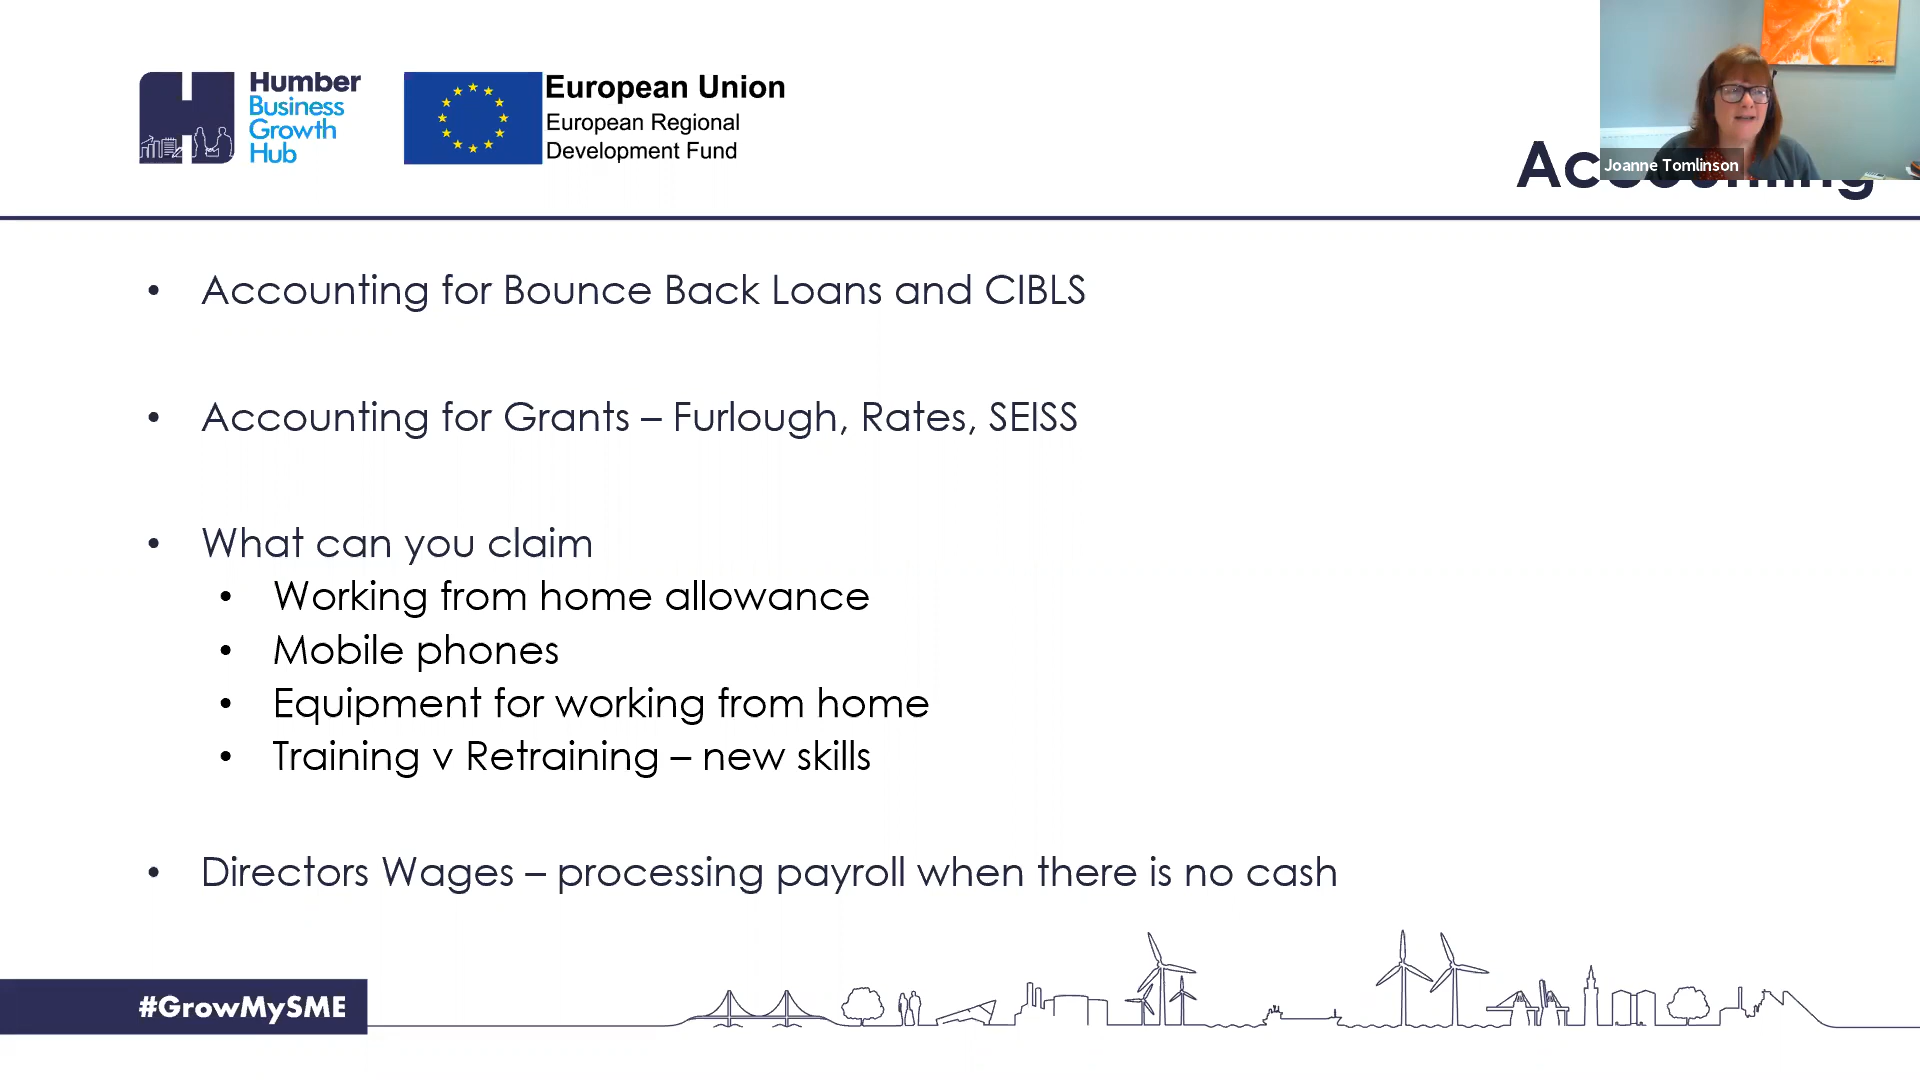 Humber
Business
Growth
Hub
European Union
European Regional
Development Fund
Joanne Tomlinson
Accounting
• Accounting for Bounce Back Loans and CIBLS
• Accounting for Grants – Furlough, Rates, SEISS
• What can you claim
• Working from home allowance
• Mobile phones
• Equipment for working from home
• Training v Retraining – new skills
• Directors Wages – processing payroll when there is no cash
#GrowMySME